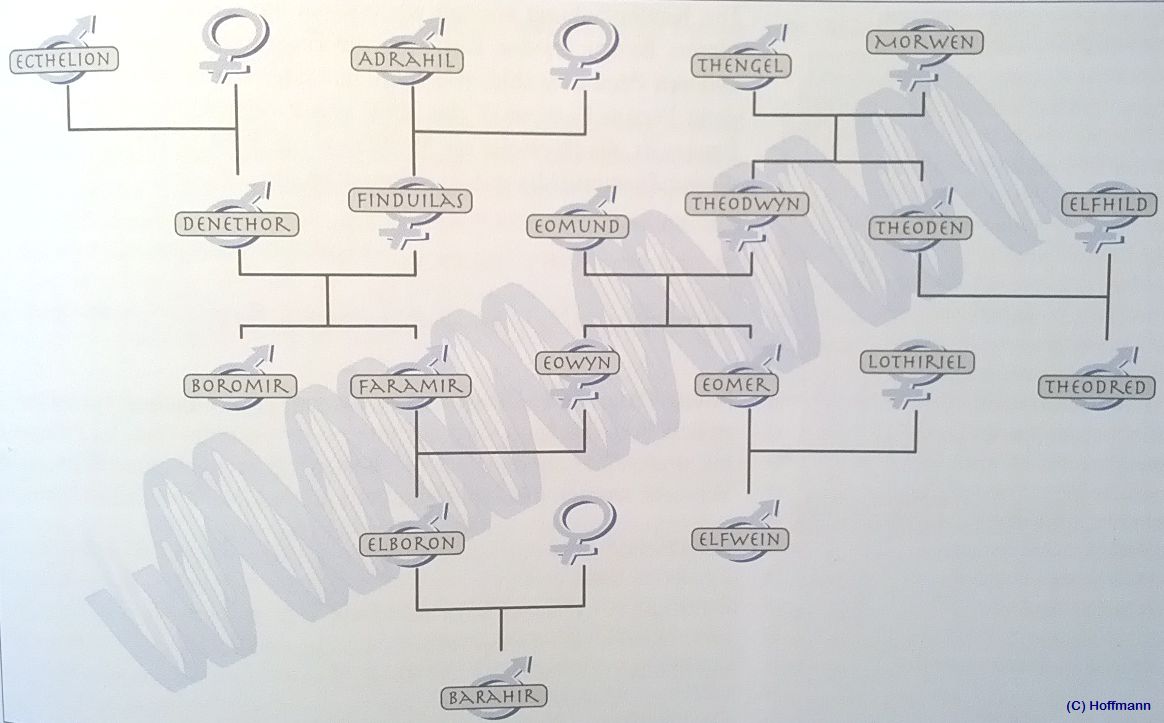 ECTHELION
ADRAHIL
THENGEL
MORWEN
DENETHOR
FINDUILAS
EOMUND
THEODWYN
THEODEN
ELFHILD
BOROMIR
FARAMIR
EOWYN
EOMER
LOTHIRIEL
THEODRED
ELBORON
ELFWEIN
BARAHIR
(C) Hoffmann